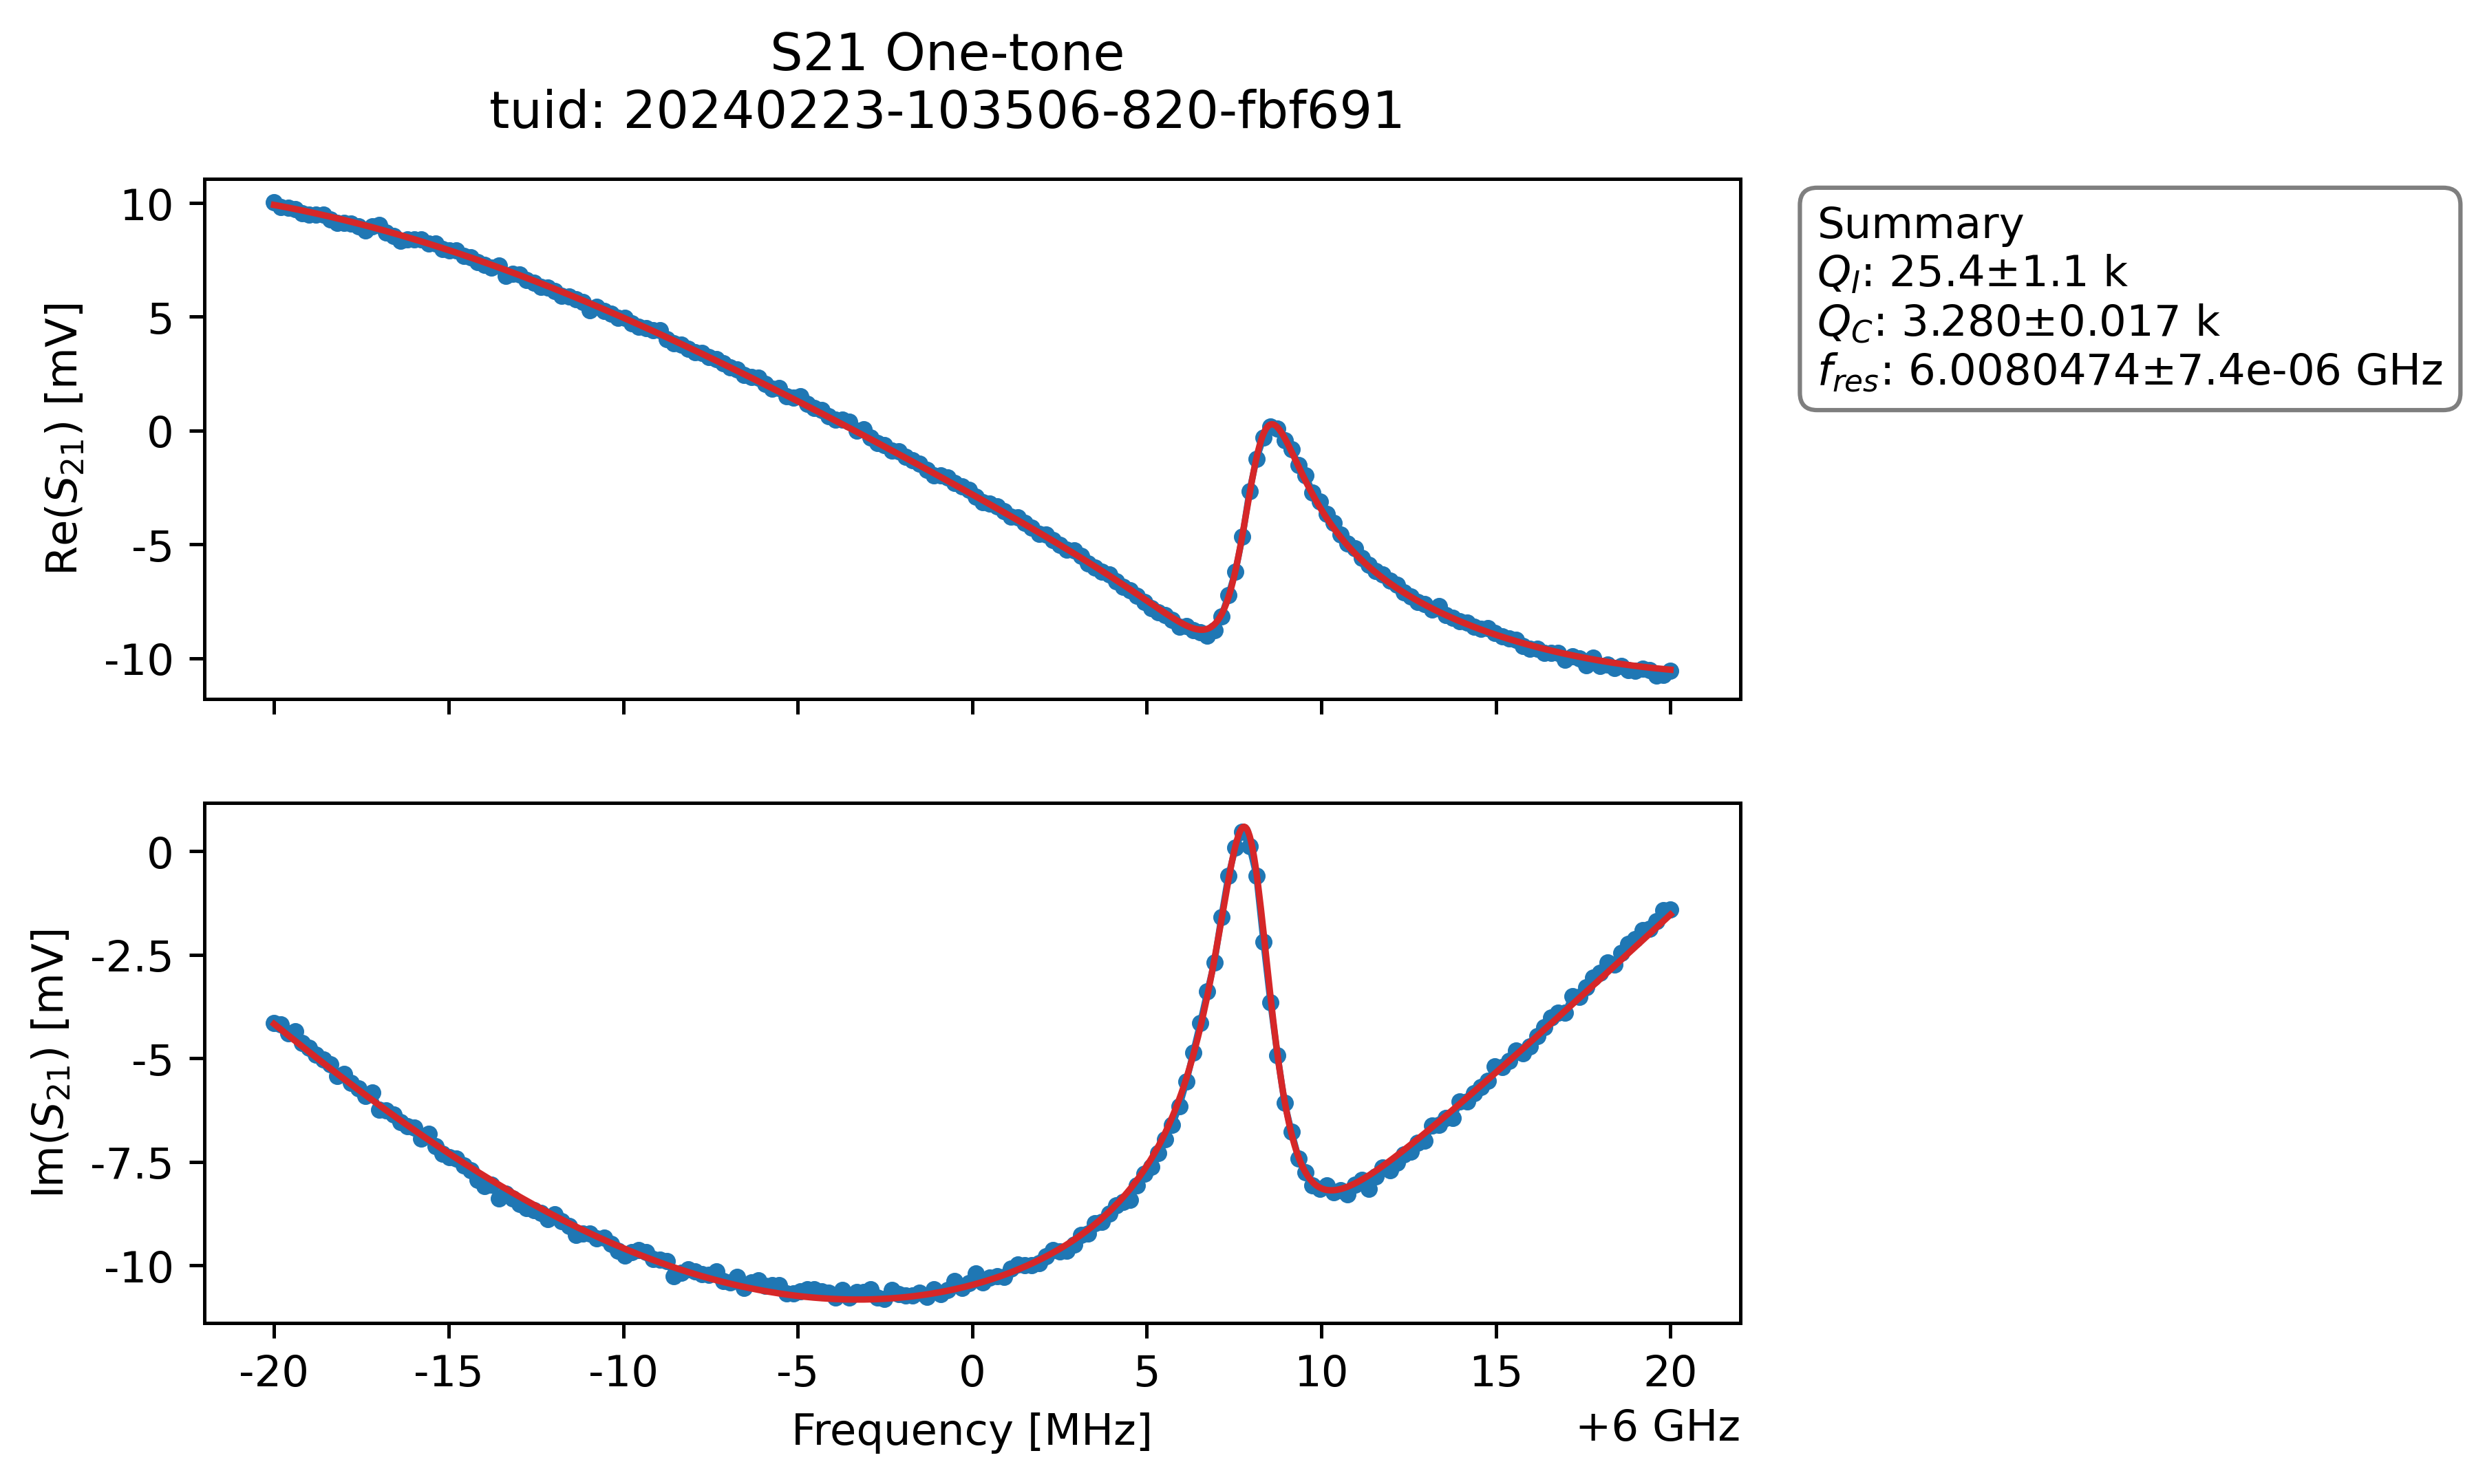 S21 One-tone
tuid: 20240223-103506-820-fbf691
10
5
0
-5
-10
Re(S21) [mV]
Summary
QI: 25.4±1.1 k
QC: 3.280±0.017 k
fres: 6.0080474±7.4e-06 GHz
0
-2.5
-5
-7.5
-10
Im(S21) [mV]
-20 -15 -10 -5 0 5 10 15 20
Frequency [MHz]
+6 GHz